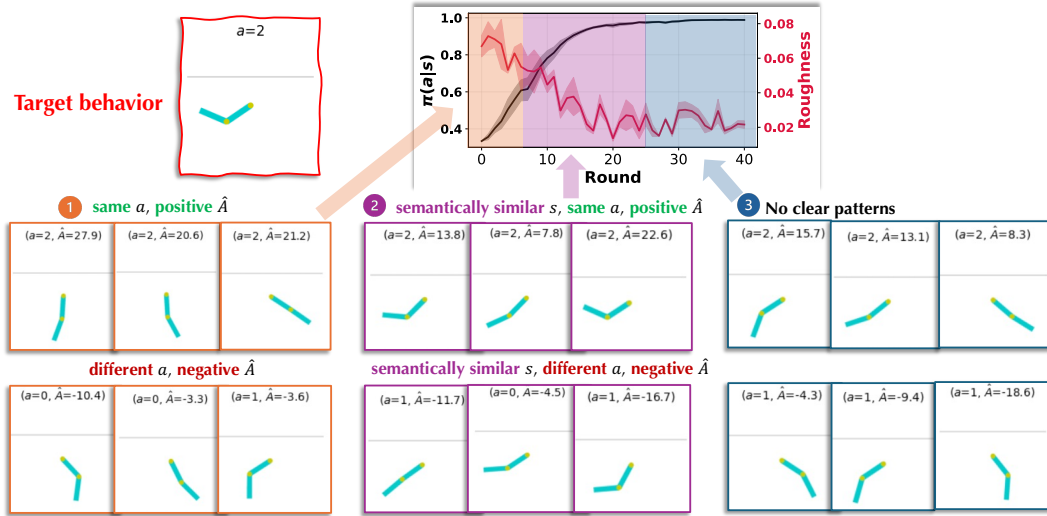 a=2
Target behavior
1.0
0.8
0.6
0.4
π(a|s)
0.08
0.06
0.04
0.02
Roughness
0 10 20 30 40
Round
1 same a, positive Â
2 semantically similar s, same a, positive Â
3 No clear patterns
(a=2, Â=27.9) (a=2, Â=20.6) (a=2, Â=21.2)
(a=2, Â=13.8) (a=2, Â=7.8) (a=2, Â=22.6)
(a=2, Â=15.7) (a=2, Â=13.1) (a=2, Â=8.3)
different a, negative Â
semantically similar s, different a, negative Â
(a=0, Â=-10.4) (a=0, Â=-3.3) (a=1, Â=-3.6)
(a=1, Â=-11.7) (a=0, Â=-4.5) (a=1, Â=-16.7)
(a=1, Â=-4.3) (a=1, Â=-9.4) (a=1, Â=-18.6)